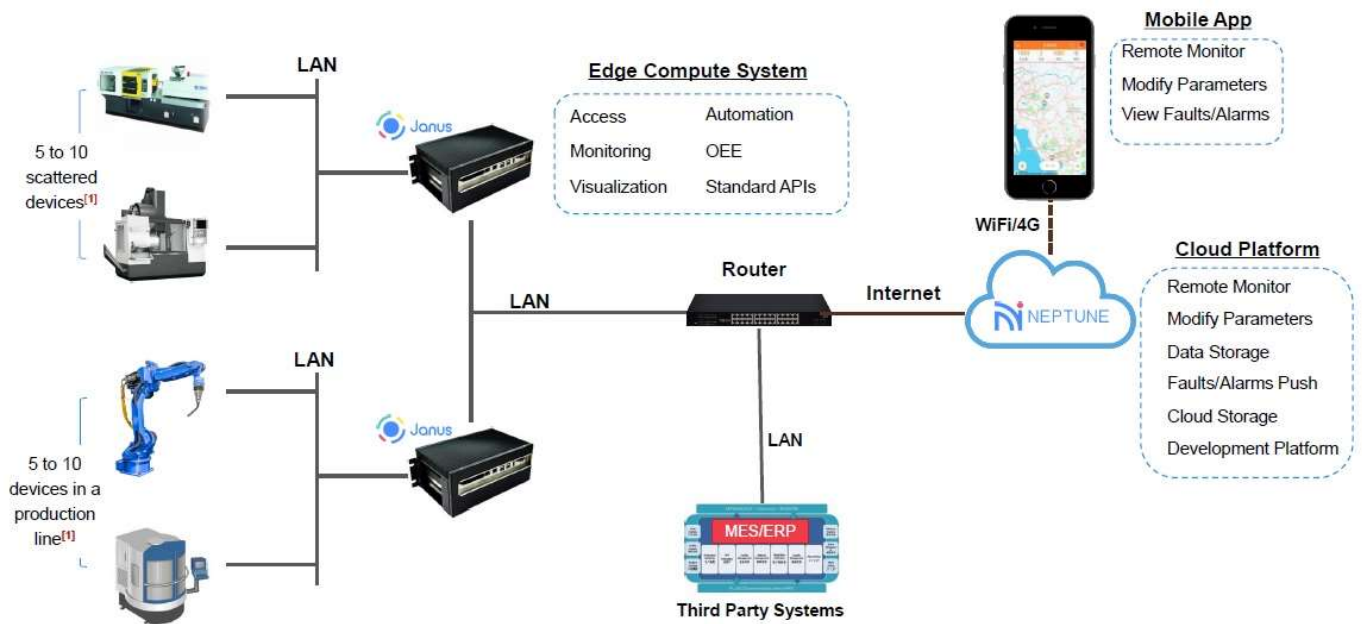 Mobile App
Remote Monitor
Modify Parameters
View Faults/Alarms
LAN
Edge Compute System
Access
Automation
Monitoring
OEE
Visualization
Standard APIs
Janus
5 to 10
scattered
devices[1]
WiFi/4G
Cloud Platform
Remote Monitor
Modify Parameters
Data Storage
Faults/Alarms Push
Cloud Storage
Development Platform
Router
LAN
Internet
NEPTUNE
LAN
Janus
5 to 10
devices in a
production
line[1]
LAN
MES/ERP
Third Party Systems